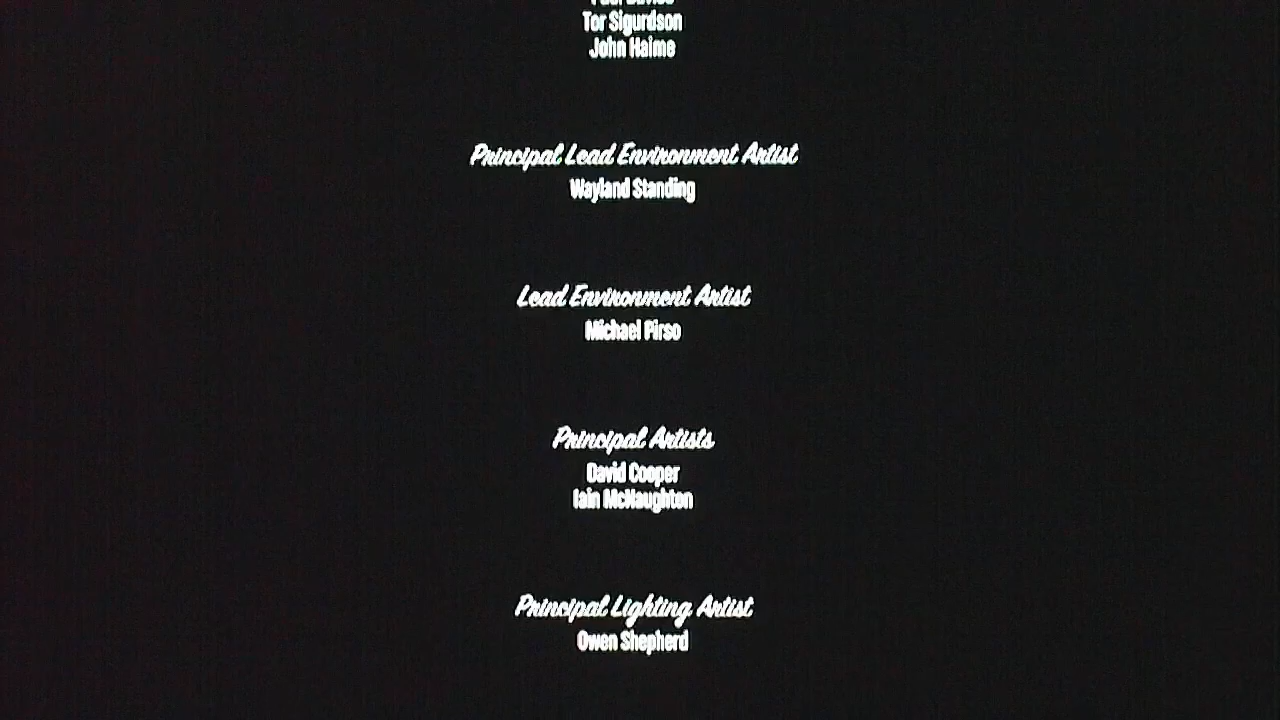 Tor Sigurdson
John Haime
Principal Lead Environment Artist
Wayland Standing
Lead Environment Artist
Michael Pirso
Principal Artists
David Cooper
Iain McNaughton
Principal Lighting Artist
Owen Shepherd